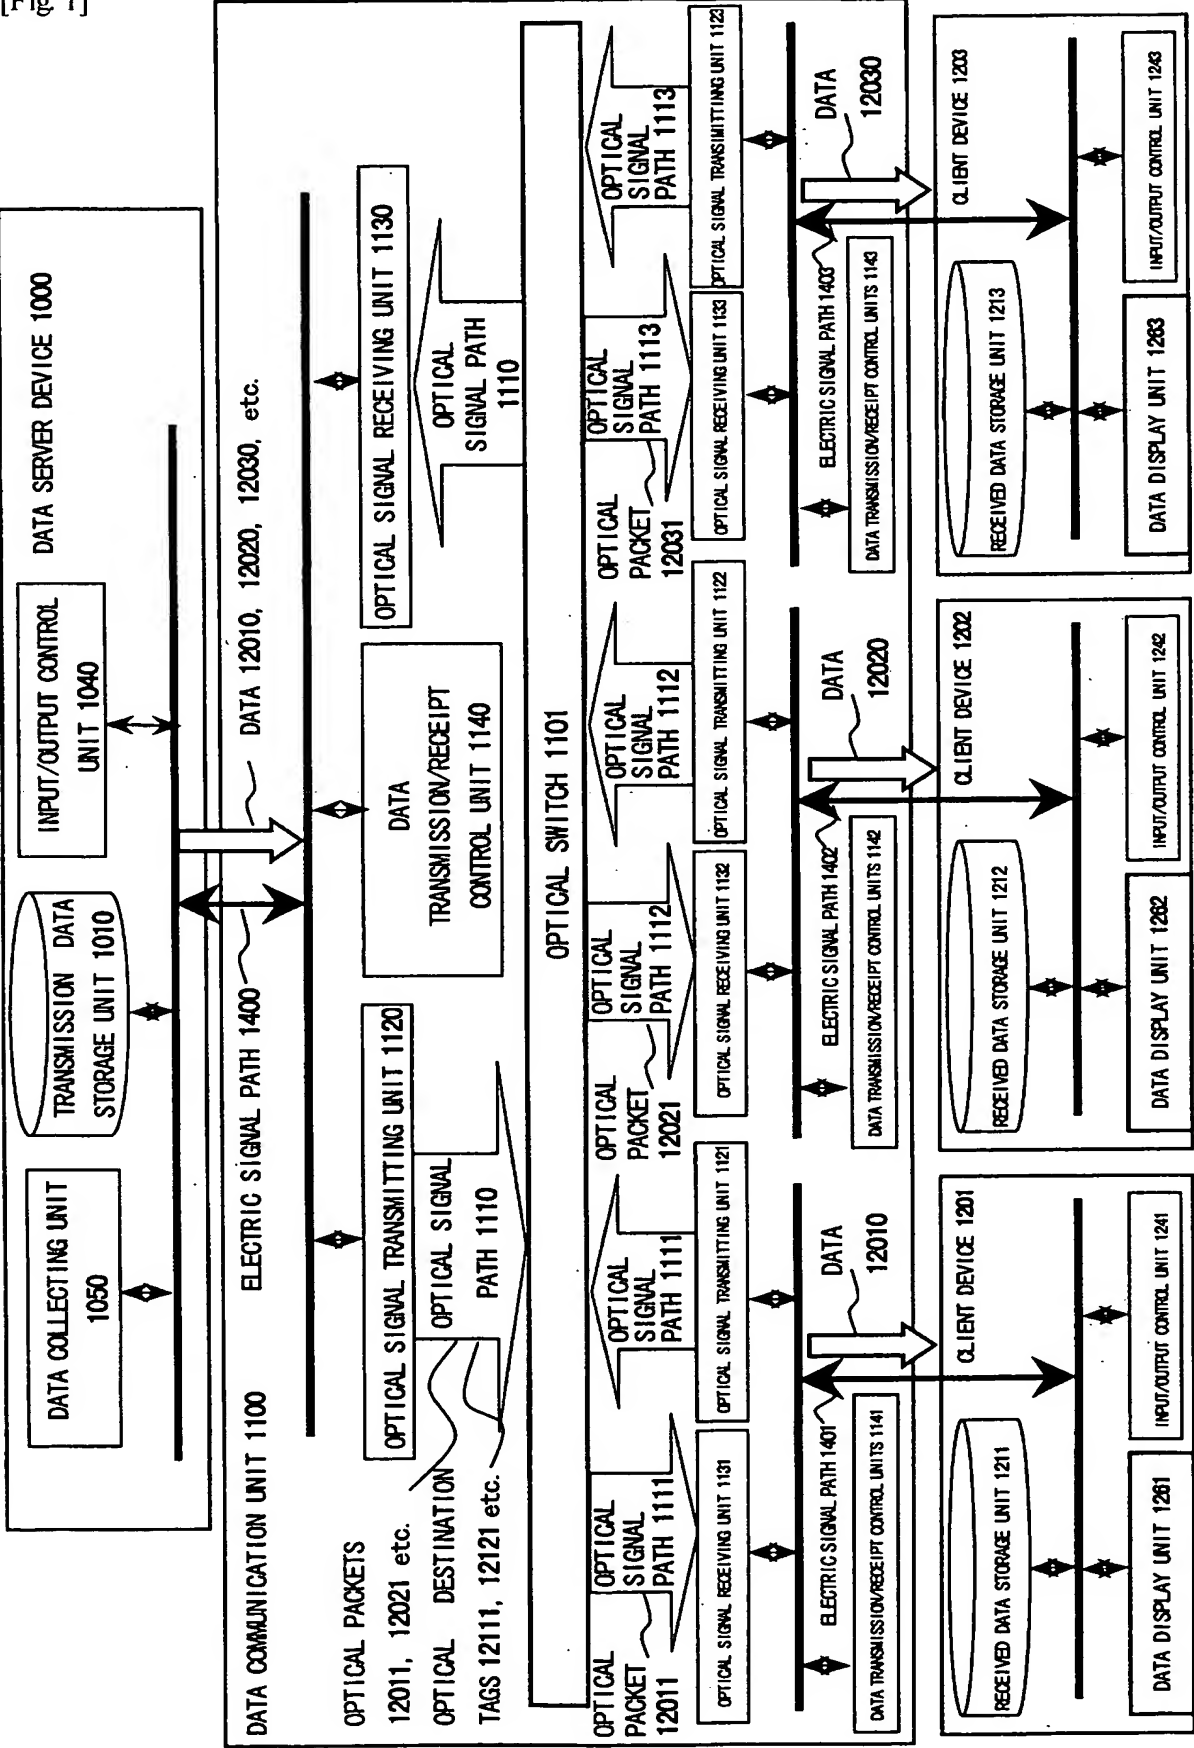 [Fig. 1]
DATA SERVER DEVICE 1000
DATA COLLECTING UNIT
1050
TRANSMISSION DATA
STORAGE UNIT 1010
INPUT/OUTPUT CONTROL
UNIT 1040
ELECTRIC SIGNAL PATH 1400
DATA 12010, 12020, 12030, etc.
DATA COMMUNICATION UNIT 1100
OPTICAL PACKETS
12011, 12021 etc.
OPTICAL DESTINATION
TAGS 12111, 12121 etc.
OPTICAL SIGNAL TRANSMITTING UNIT 1120
OPTICAL SIGNAL
PATH 1110
DATA
TRANSMISSION/RECEIPT
CONTROL UNIT 1140
OPTICAL SIGNAL RECEIVING UNIT 1130
OPTICAL
SIGNAL PATH
1110
OPTICAL SWITCH 1101
OPTICAL
PACKET
12011
OPTICAL
SIGNAL
PATH 1111
OPTICAL
SIGNAL
PATH 1111
OPTICAL
PACKET
12021
OPTICAL
SIGNAL
PATH 1112
OPTICAL
SIGNAL
PATH 1112
OPTICAL
PACKET
12031
OPTICAL
SIGNAL
PATH 1113
OPTICAL
SIGNAL
PATH 1113
OPTICAL SIGNAL RECEIVING UNIT 1131
OPTICAL SIGNAL TRANSMITTING UNIT 1121
OPTICAL SIGNAL RECEIVING UNIT 1132
OPTICAL SIGNAL TRANSMITTING UNIT 1122
OPTICAL SIGNAL RECEIVING UNIT 1133
OPTICAL SIGNAL TRANSIMITTING UNIT 1123
ELECTRIC SIGNAL PATH 1401
DATA
12010
DATA TRANSMISSION/RECEIPT CONTROL UNITS 1141
ELECTRIC SIGNAL PATH 1402
DATA
12020
DATA TRANSMISSION/RECEIPT CONTROL UNITS 1142
ELECTRIC SIGNAL PATH 1403
DATA
12030
DATA TRANSMISSION/RECEIPT CONTROL UNITS 1143
CLIENT DEVICE 1201
RECEIVED DATA STORAGE UNIT 1211
DATA DISPLAY UNIT 1261
INPUT/OUTPUT CONTROL UNIT 1241
CLIENT DEVICE 1202
RECEIVED DATA STORAGE UNIT 1212
DATA DISPLAY UNIT 1262
INPUT/OUTPUT CONTROL UNIT 1242
CLIENT DEVICE 1203
RECEIVED DATA STORAGE UNIT 1213
DATA DISPLAY UNIT 1263
INPUT/OUTPUT CONTROL UNIT 1243